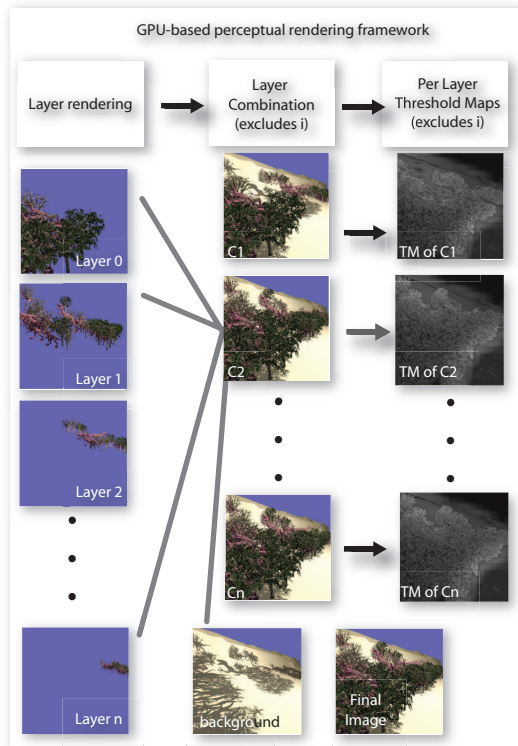 GPU-based perceptual rendering framework
Layer rendering
Layer
Combination
(excludes i)
Per Layer
Threshold Maps
(excludes i)
Layer 0
C1
TM of C1
Layer 1
C2
TM of C2
Layer 2
Cn
TM of Cn
Layer n
background
Final
Image